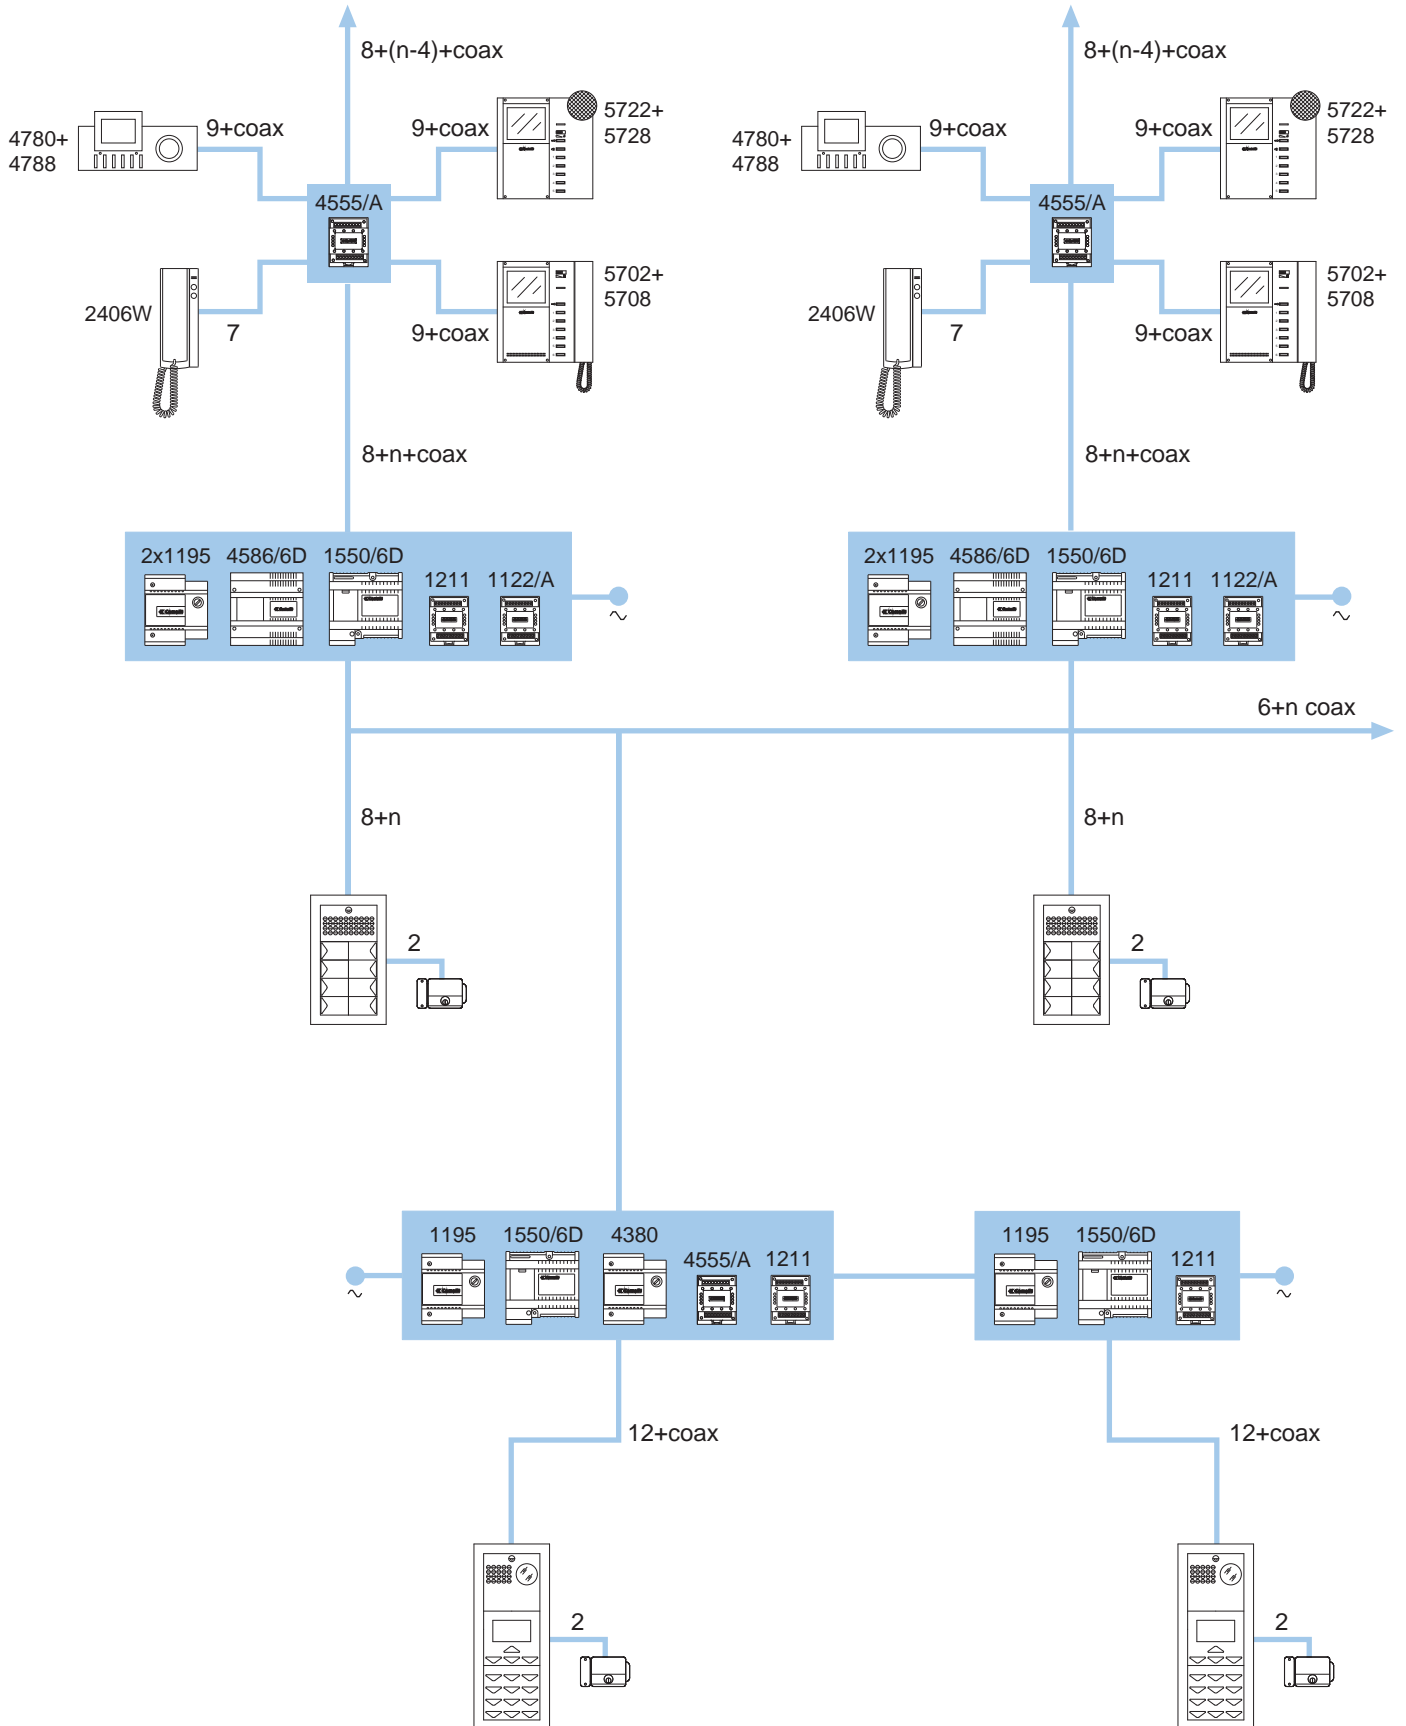 8+(n-4)+coax
8+(n-4)+coax
4780+
4788
9+coax
9+coax
5722+
5728
4780+
4788
9+coax
9+coax
5722+
5728
4555/A
4555/A
2406W
7
9+coax
5702+
5708
2406W
7
9+coax
5702+
5708
8+n+coax
8+n+coax
2x1195 4586/6D 1550/6D 1211 1122/A
2x1195 4586/6D 1550/6D 1211 1122/A
~
~
6+n coax
8+n
8+n
2
2
1195 1550/6D 4380 4555/A 1211
1195 1550/6D 1211
~
~
12+coax
12+coax
2
2